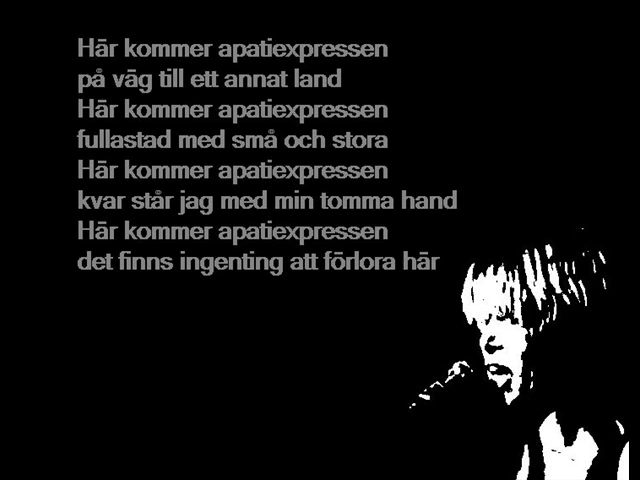 Här kommer apatiexpressen
på väg till ett annat land
Här kommer apatiexpressen
fullastad med små och stora
Här kommer apatiexpressen
kvar står jag med min tomma hand
Här kommer apatiexpressen
det finns ingenting att förlora här